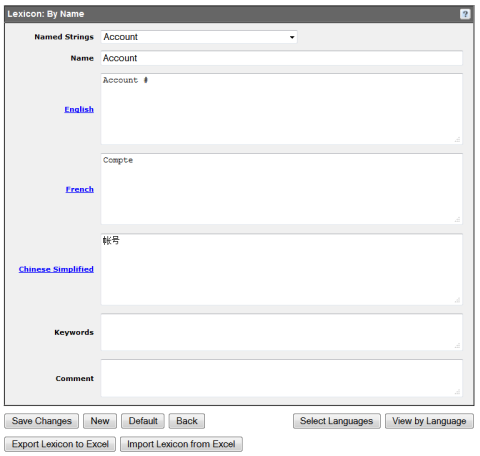 Lexicon: By Name ?
Named Strings Account
Name Account
English Account #
French Compte
Chinese Simplified 帐号
Keywords
Comment
Save Changes New Default Back Select Languages View by Language
Export Lexicon to Excel Import Lexicon from Excel